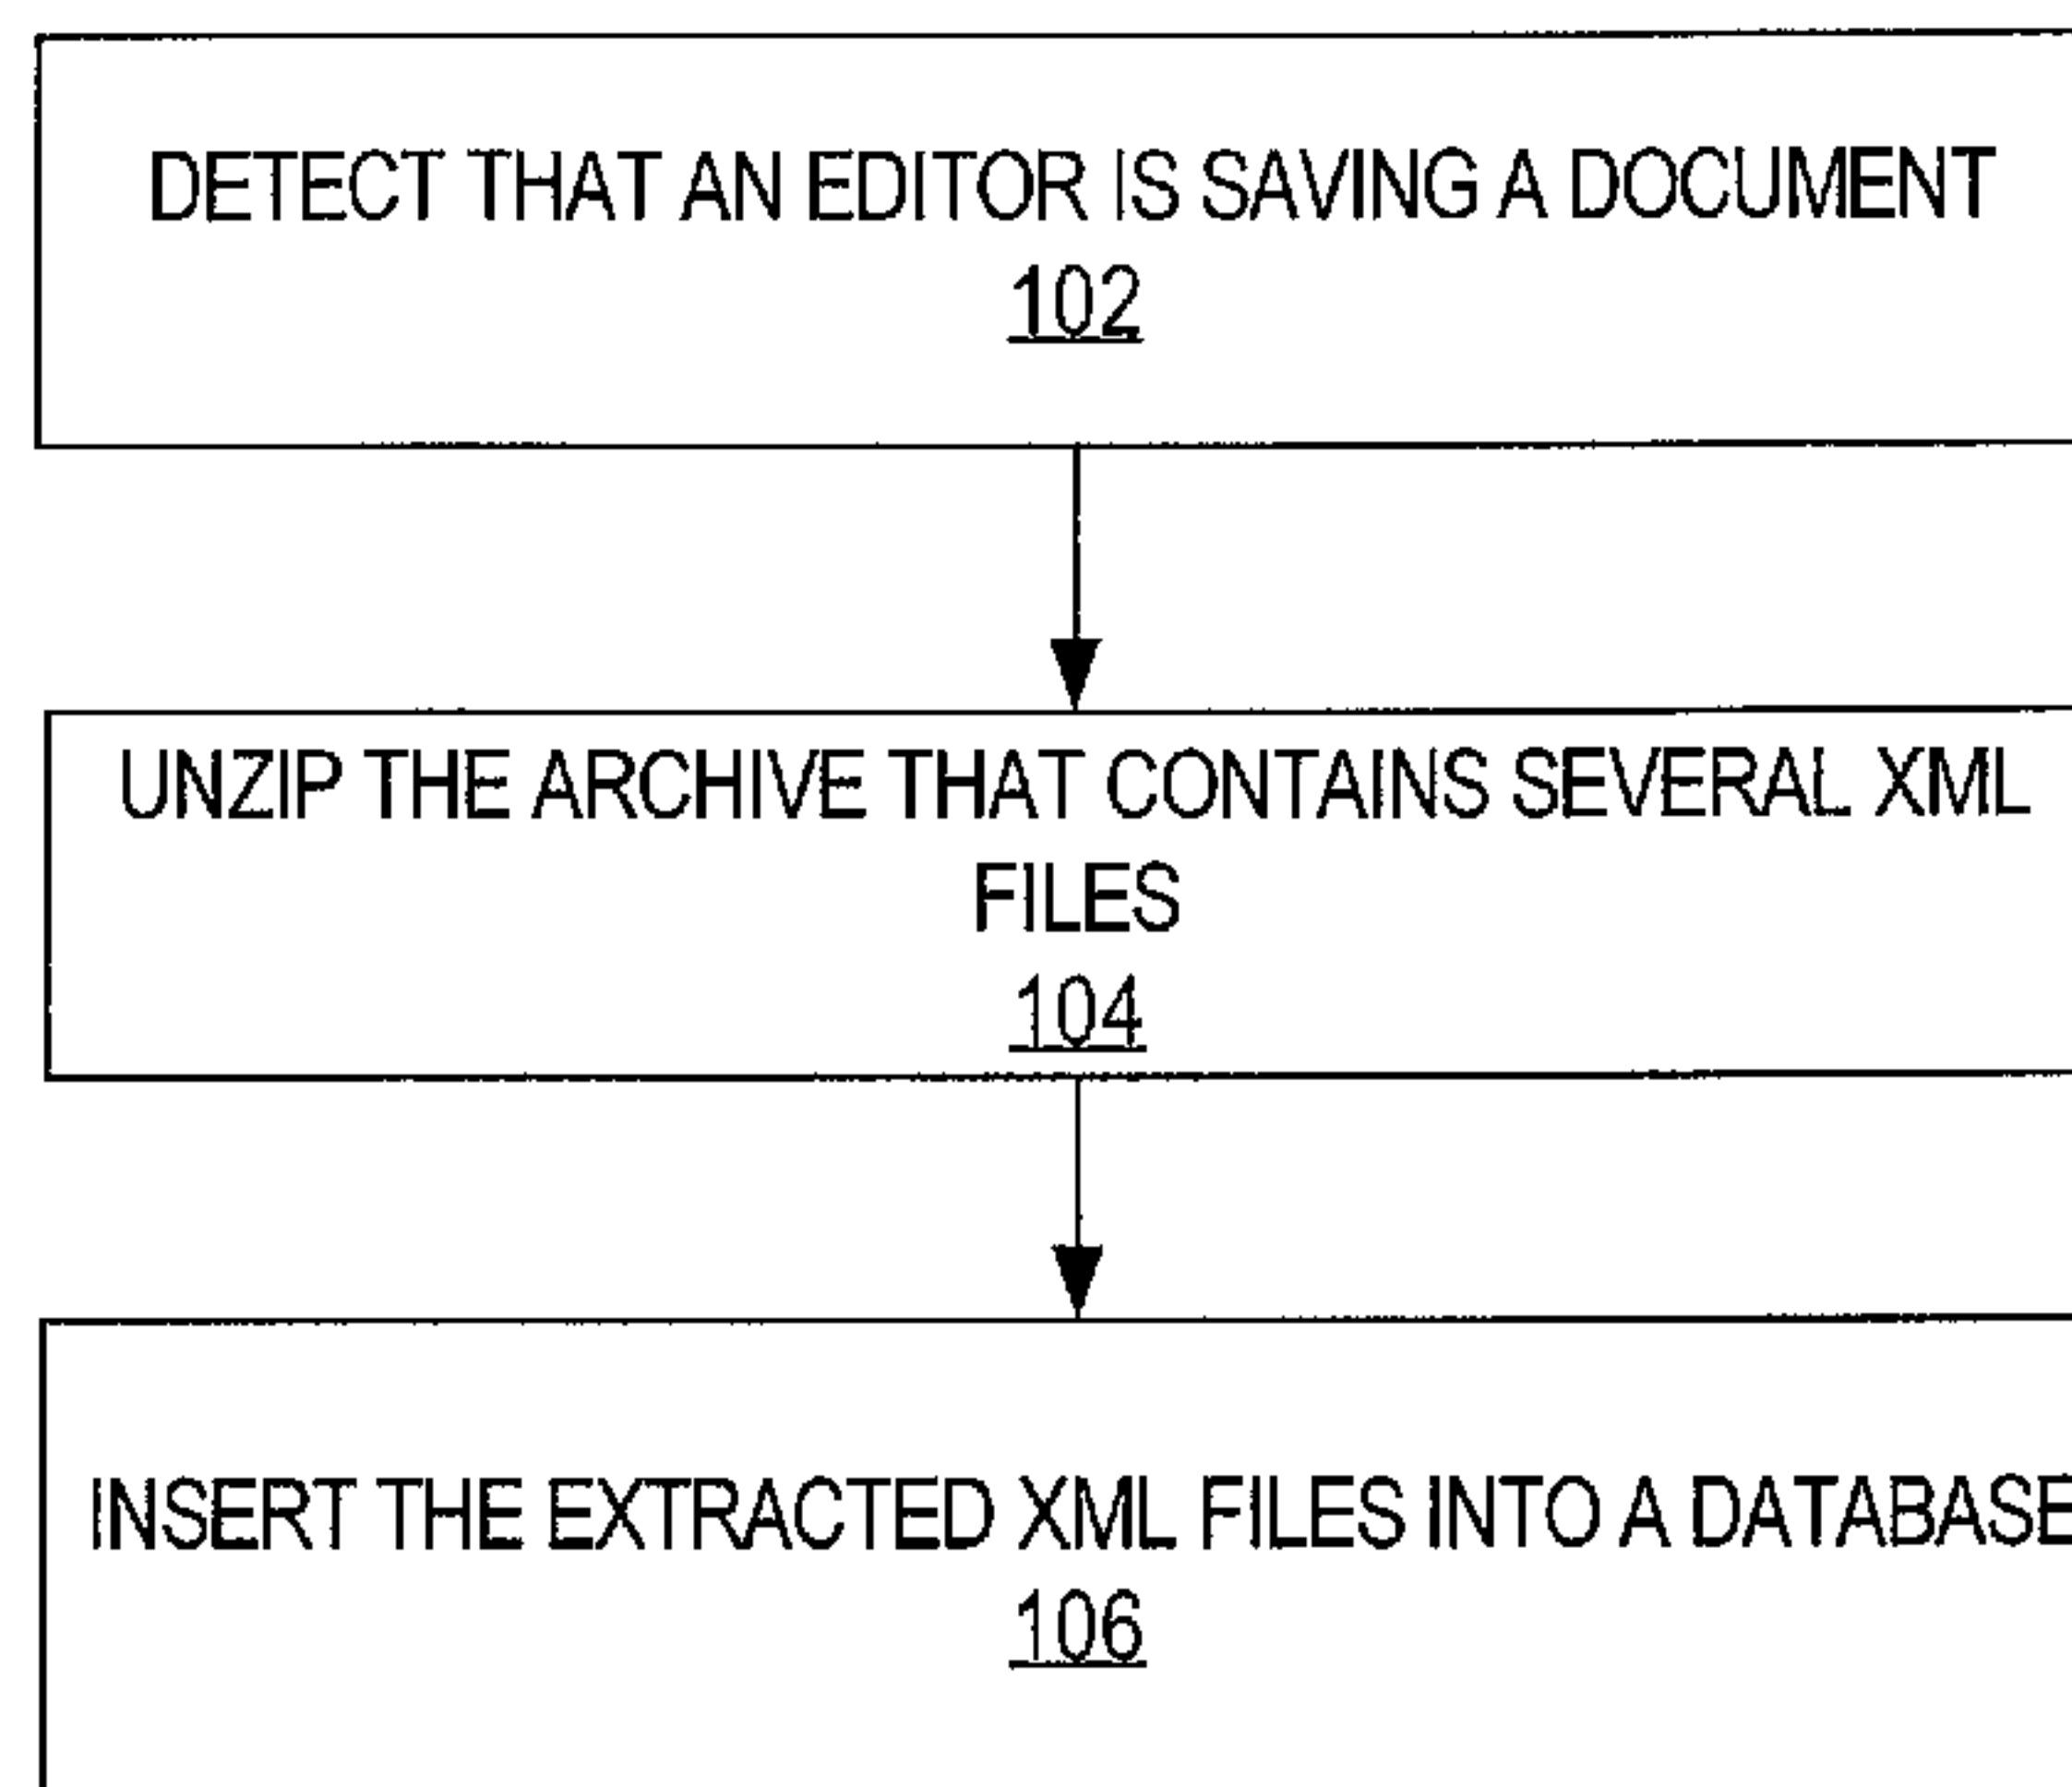 DETECT THAT AN EDITOR IS SAVING A DOCUMENT
102
UNZIP THE ARCHIVE THAT CONTAINS SEVERAL XML
FILES
104
INSERT THE EXTRACTED XML FILES INTO A DATABASE
106